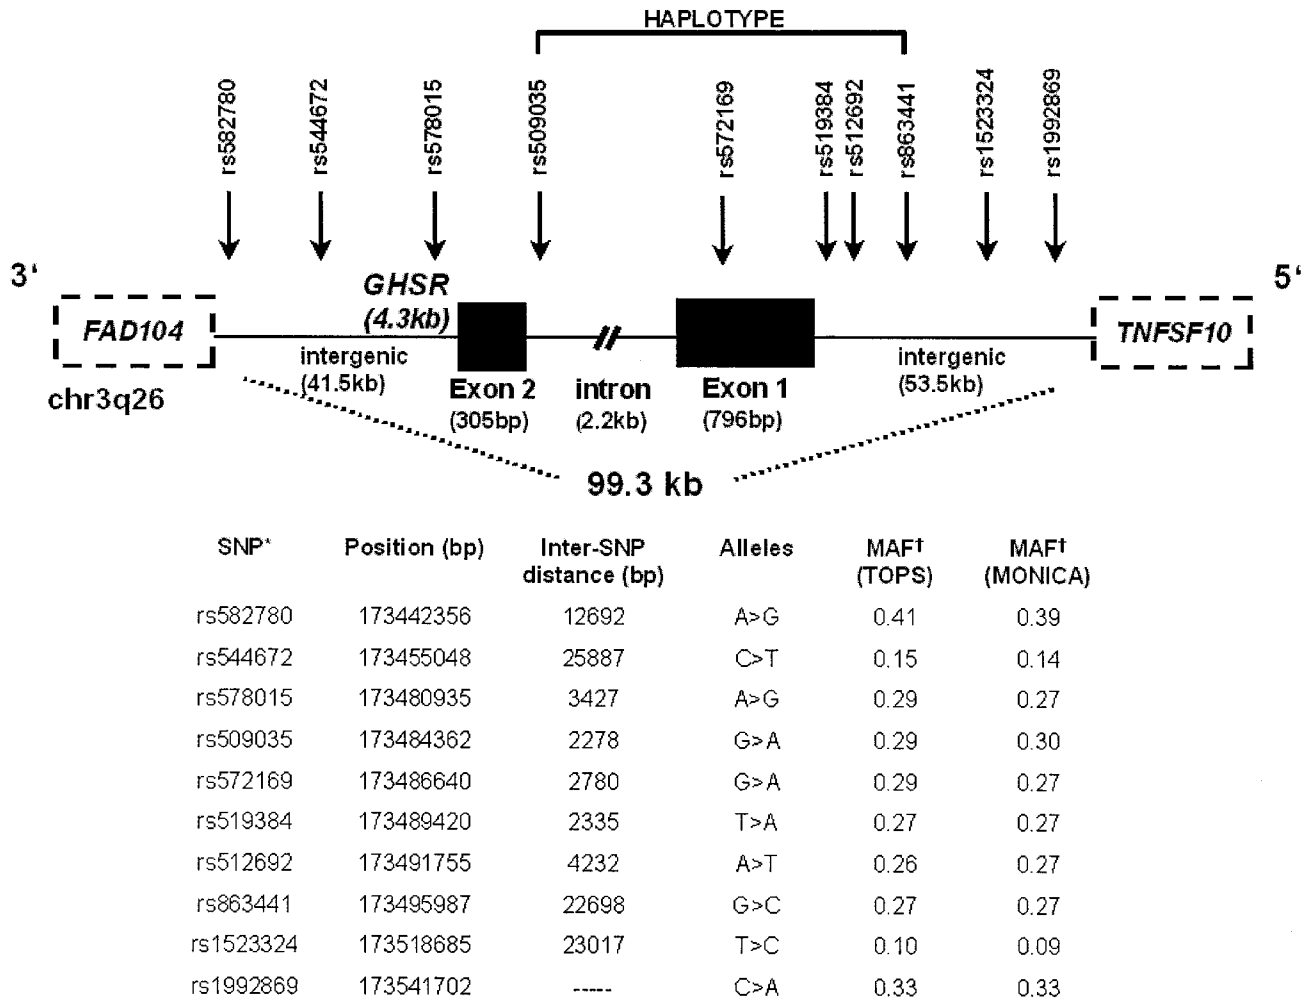 HAPLOTYPE
rs582780
rs544672
rs578015
rs509035
rs572169
rs519384
rs512692
rs863441
rs1523324
rs1992869
3‘
5‘
GHSR
(4.3kb)
FAD104
TNFSF10
intergenic
(41.5kb)
intergenic
(53.5kb)
chr3q26
Exon 2
(305bp)
intron
(2.2kb)
Exon 1
(796bp)
99.3 kb
SNP* Position (bp) Inter-SNP distance (bp) Alleles MAF† (TOPS) MAF† (MONICA)
rs582780 173442356 12692 A>G 0.41 0.39
rs544672 173455048 25887 C>T 0.15 0.14
rs578015 173480935 3427 A>G 0.29 0.27
rs509035 173484362 2278 G>A 0.29 0.30
rs572169 173486640 2780 G>A 0.29 0.27
rs519384 173489420 2335 T>A 0.27 0.27
rs512692 173491755 4232 A>T 0.26 0.27
rs863441 173495987 22698 G>C 0.27 0.27
rs1523324 173518685 23017 T>C 0.10 0.09
rs1992869 173541702 ----- C>A 0.33 0.33